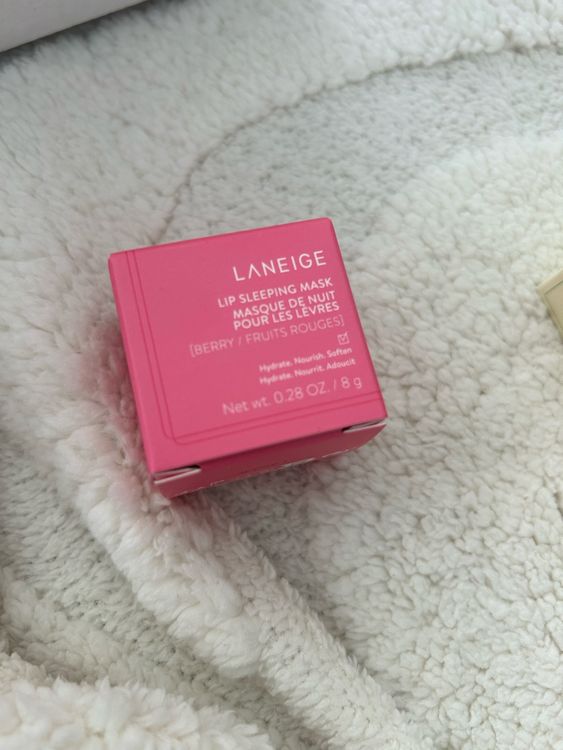 LANEIGE
LIP SLEEPING MASK
MASQUE DE NUIT
POUR LES LÈVRES
[BERRY / FRUITS ROUGES]
Hydrate. Nourish. Soften
Hydrate. Nourrit. Adoucit
Net wt. 0.28 OZ. / 8 g